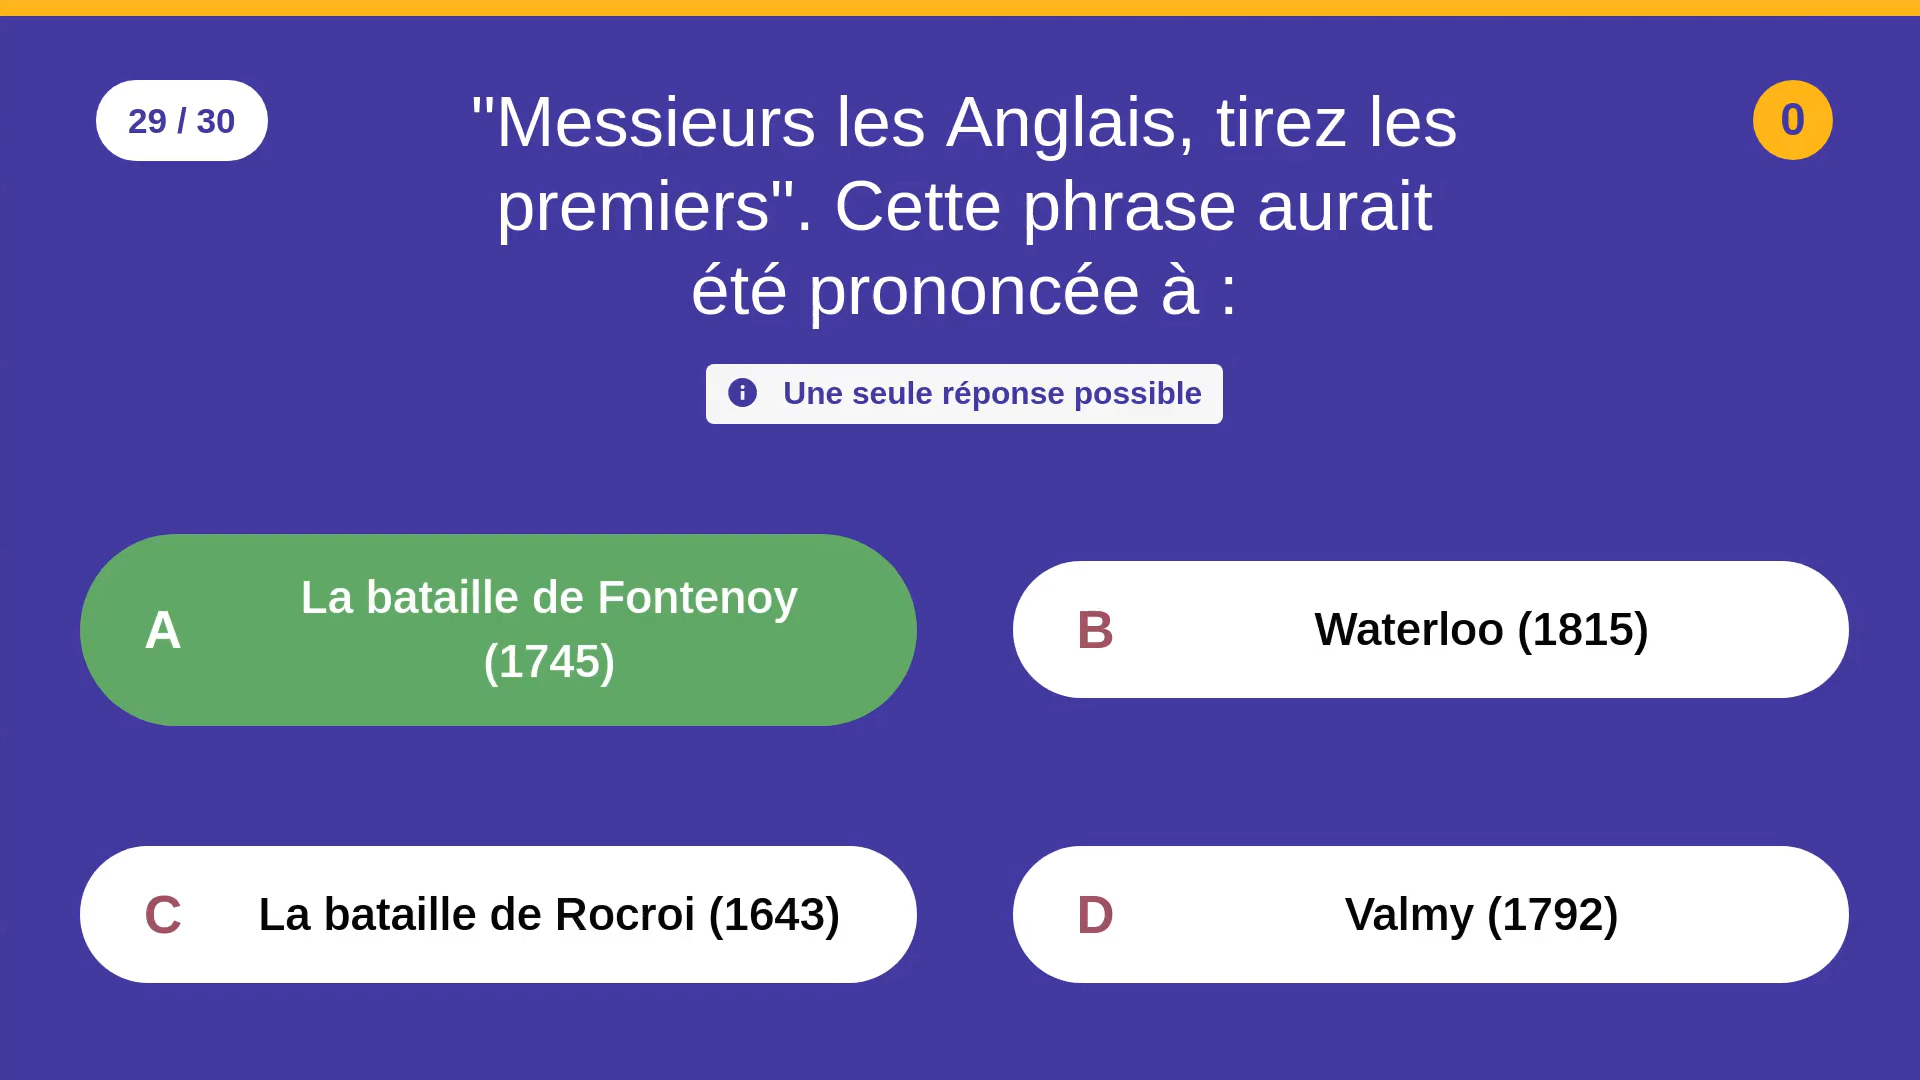 29 / 30
"Messieurs les Anglais, tirez les
premiers". Cette phrase aurait
été prononcée à :
0
Une seule réponse possible
A
La bataille de Fontenoy
(1745)
B
Waterloo (1815)
C
La bataille de Rocroi (1643)
D
Valmy (1792)